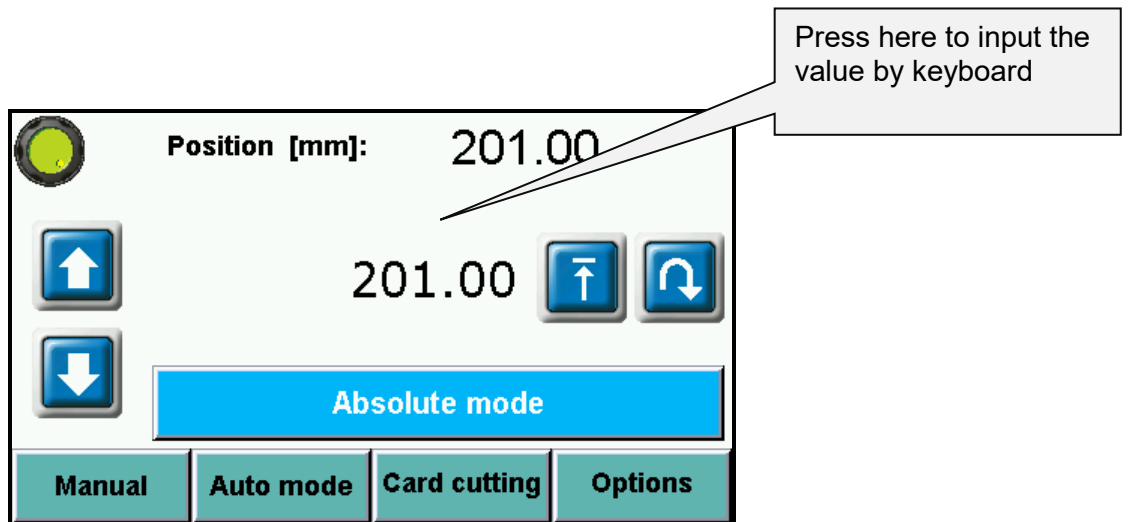 Press here to input the
value by keyboard
Position [mm]: 201.00
201.00
Absolute mode
Manual Auto mode Card cutting Options